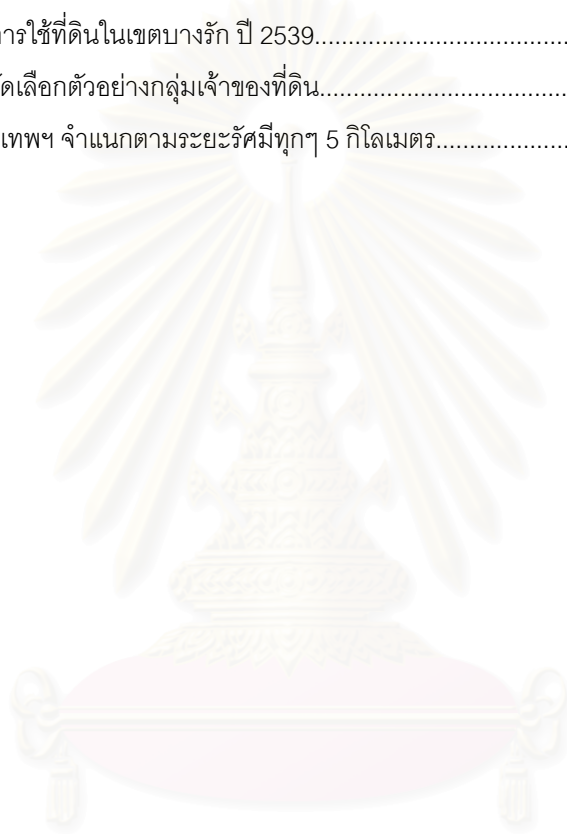 การใช้ที่ดินในเขตบางรัก ปี 2539....................................
ัดเลือกตัวอย่างกลุ่มเจ้าของที่ดิน....................................
เทพฯ จำแนกตามระยะรัศมีทุกๆ 5 กิโลเมตร....................